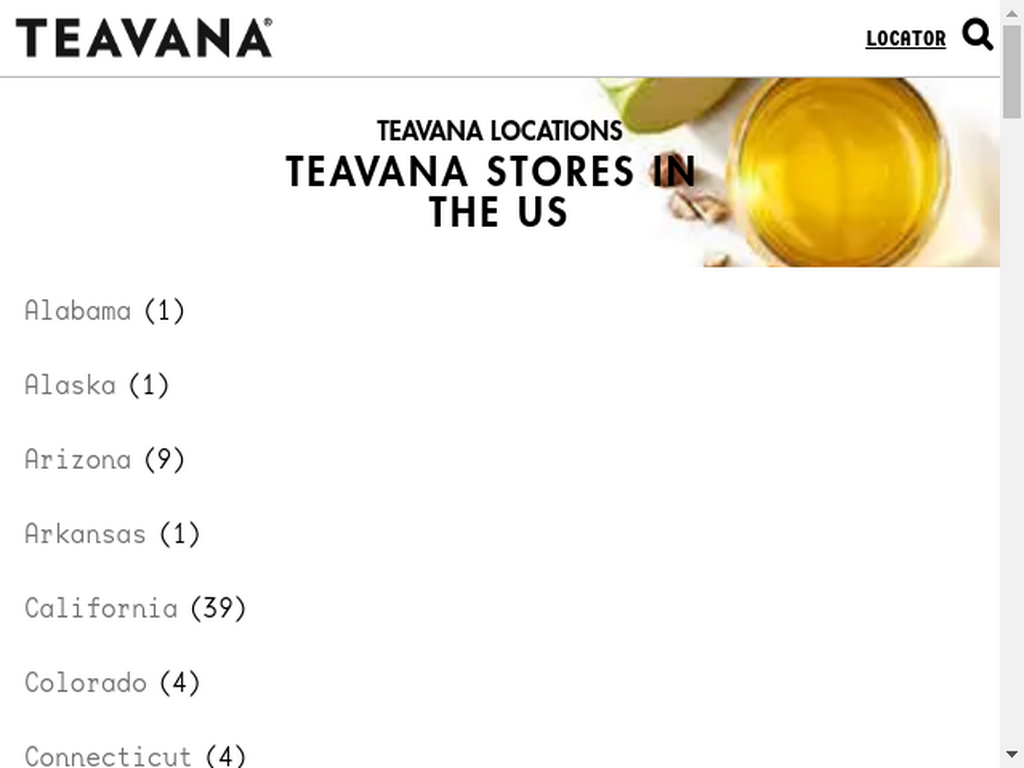 TEAVANA®
LOCATOR
TEAVANA LOCATIONS
TEAVANA STORES IN
THE US
Alabama (1)
Alaska (1)
Arizona (9)
Arkansas (1)
California (39)
Colorado (4)
Connecticut (4)